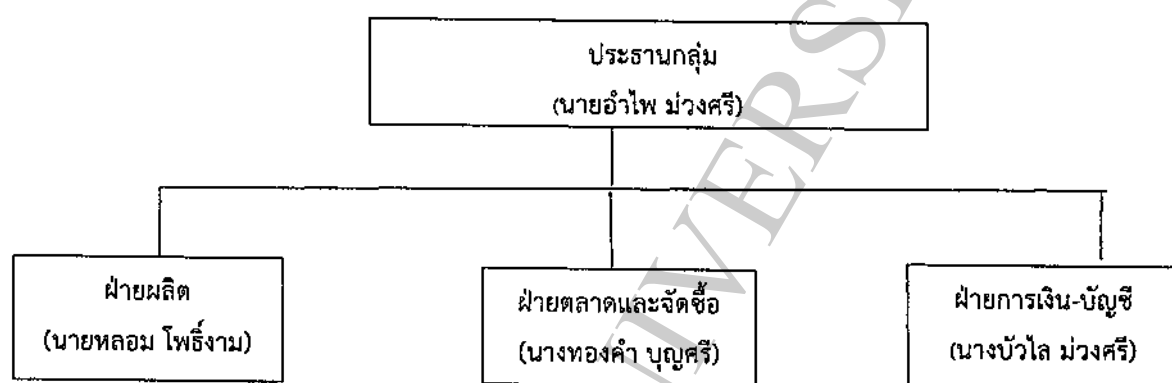 ประธานกลุ่ม
(นายอำไพ ม่วงศรี)
ฝ่ายผลิต
(นายหลอม โพธิ์งาม)
ฝ่ายตลาดและจัดซื้อ
(นางทองคำ บุญศรี)
ฝ่ายการเงิน-บัญชี
(นางบัวไล ม่วงศรี)
IVERS